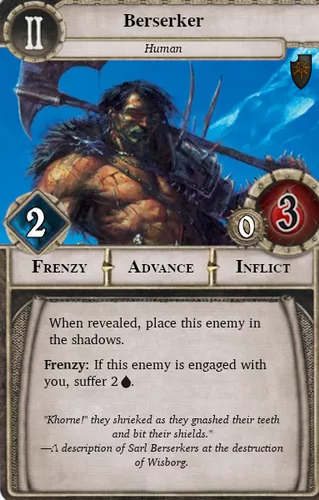 II
Berserker
Human
2
0
3
FRENZY
ADVANCE
INFLICT
When revealed, place this enemy in
the shadows.
Frenzy: If this enemy is engaged with
you, suffer 2.
"Khorne!" they shrieked as they gnashed their teeth
and bit their shields."
—A description of Sarl Berserkers at the destruction
of Wisborg.